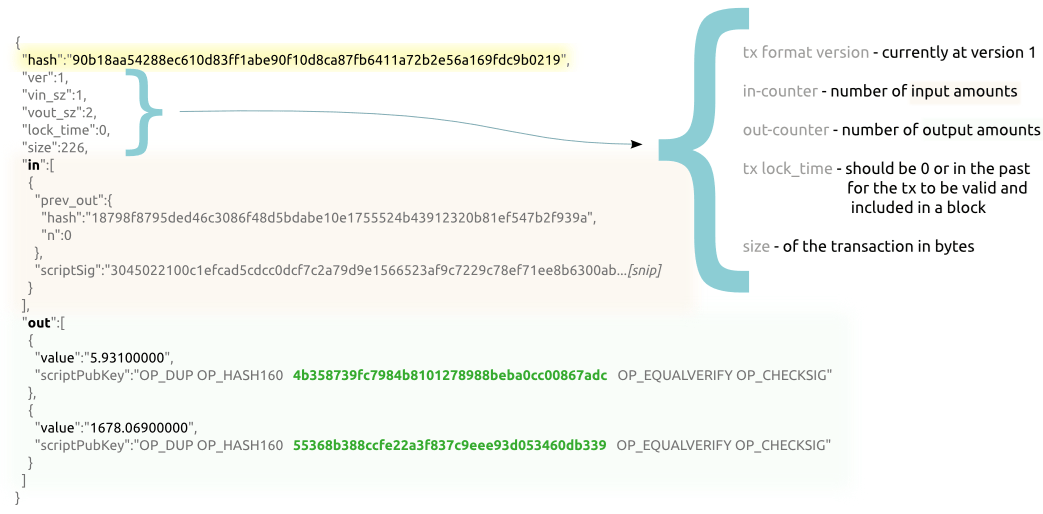 {
"hash":"90b18aa54288ec610d83ff1abe90f10d8ca87fb6411a72b2e56a169fdc9b0219",
"ver":1,
"vin_sz":1,
"vout_sz":2,
"lock_time":0,
"size":226,
"in":[
{
"prev_out":{
"hash":"18798f8795ded46c3086f48d5bdabe10e1755524b43912320b81ef547b2f939a",
"n":0
},
"scriptSig":"3045022100c1efcad5cdcc0dcf7c2a79d9e1566523af9c7229c78ef71ee8b6300ab...[snip]
}
],
"out":[
{
"value":"5.93100000",
"scriptPubKey":"OP_DUP OP_HASH160 4b358739fc7984b8101278988beba0cc00867adc OP_EQUALVERIFY OP_CHECKSIG"
},
{
"value":"1678.06900000",
"scriptPubKey":"OP_DUP OP_HASH160 55368b388ccfe22a3f837c9eee93d053460db339 OP_EQUALVERIFY OP_CHECKSIG"
}
]
}
tx format version - currently at version 1
in-counter - number of input amounts
out-counter - number of output amounts
tx lock_time - should be 0 or in the past
for the tx to be valid and
included in a block
size - of the transaction in bytes